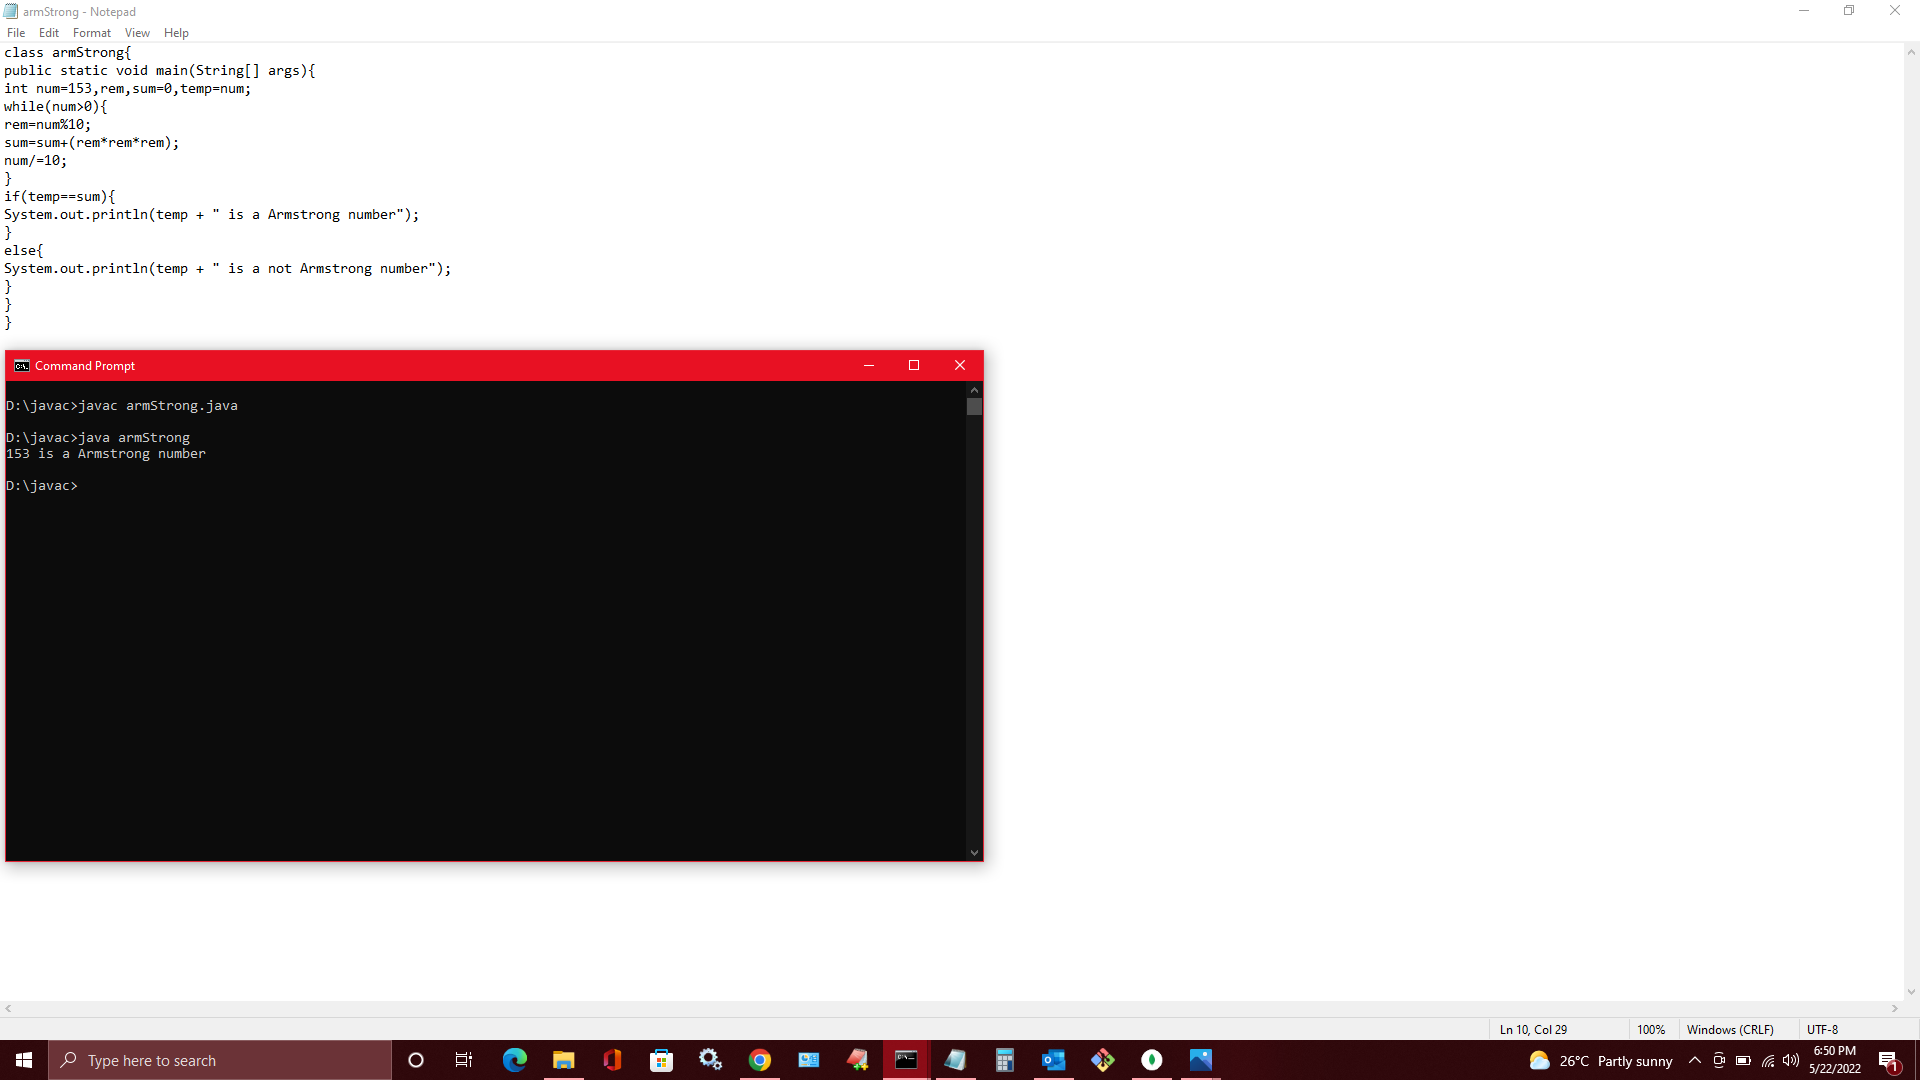 armStrong - Notepad
File Edit Format View Help
class armStrong{
public static void main(String[] args){
int num=153,rem,sum=0,temp=num;
while(num>0){
rem=num%10;
sum=sum+(rem*rem*rem);
num/=10;
}
if(temp==sum){
System.out.println(temp + " is a Armstrong number");
}
else{
System.out.println(temp + " is a not Armstrong number");
}
}
}
Command Prompt
D:\javac>javac armStrong.java
D:\javac>java armStrong
153 is a Armstrong number
D:\javac>
Ln 10, Col 29 100% Windows (CRLF) UTF-8
Type here to search
26°C Partly sunny
6:50 PM
5/22/2022
1